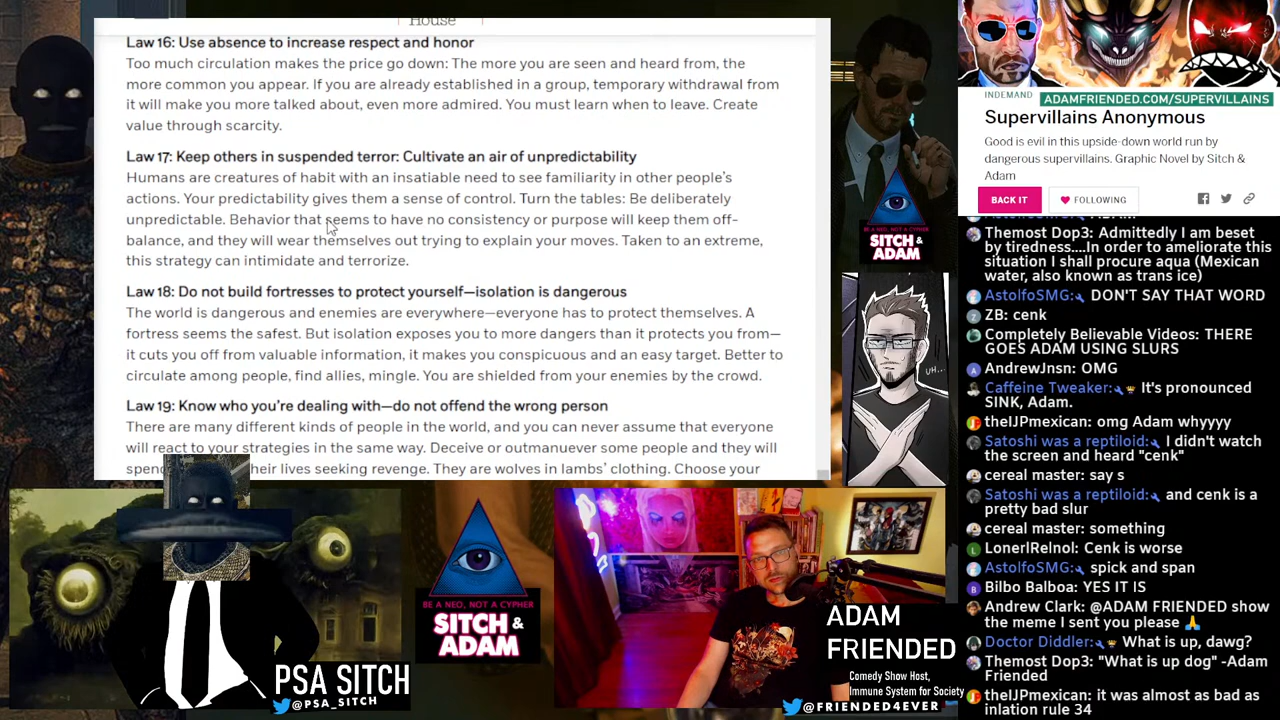 House
Law 16: Use absence to increase respect and honor
Too much circulation makes the price go down: The more you are seen and heard from, the
more common you appear. If you are already established in a group, temporary withdrawal from
it will make you more talked about, even more admired. You must learn when to leave. Create
value through scarcity.
Law 17: Keep others in suspended terror: Cultivate an air of unpredictability
Humans are creatures of habit with an insatiable need to see familiarity in other people's
actions. Your predictability gives them a sense of control. Turn the tables: Be deliberately
unpredictable. Behavior that seems to have no consistency or purpose will keep them off-
balance, and they will wear themselves out trying to explain your moves. Taken to an extreme,
this strategy can intimidate and terrorize.
Law 18: Do not build fortresses to protect yourself—isolation is dangerous
The world is dangerous and enemies are everywhere—everyone has to protect themselves. A
fortress seems the safest. But isolation exposes you to more dangers than it protects you from—
it cuts you off from valuable information, it makes you conspicuous and an easy target. Better to
circulate among people, find allies, mingle. You are shielded from your enemies by the crowd.
Law 19: Know who you're dealing with—do not offend the wrong person
There are many different kinds of people in the world, and you can never assume that everyone
will react to your strategies in the same way. Deceive or outmanuever some people and they will
spend heir lives seeking revenge. They are wolves in lambs' clothing. Choose your
BE A NEO, NOT A CYPHER
SITCH &
ADAM
UH...
BE A NEO, NOT A CYPHER
SITCH &
ADAM
PSA SITCH
@PSA_SITCH
ADAM
FRIENDED
Comedy Show Host,
Immune System for Society
@FRIENDED4EVER
INDEMAND
ADAMFRIENDED.COM/SUPERVILLAINS
Supervillains Anonymous
Good is evil in this upside-down world run by
dangerous supervillains. Graphic Novel by Sitch &
Adam
BACK IT
FOLLOWING
Themost Dop3: Admittedly I am beset
by tiredness....In order to ameliorate this
situation I shall procure aqua (Mexican
water, also known as trans ice)
AstolfoSMG: DON'T SAY THAT WORD
ZB: cenk
Completely Believable Videos: THERE
GOES ADAM USING SLURS
AndrewJnsn: OMG
Caffeine Tweaker: It's pronounced
SINK, Adam.
theIJPmexican: omg Adam whyyyy
Satoshi was a reptiloid: I didn't watch
the screen and heard "cenk"
cereal master: say s
Satoshi was a reptiloid: and cenk is a
pretty bad slur
cereal master: something
LonerlRelnol: Cenk is worse
AstolfoSMG: spick and span
Bilbo Balboa: YES IT IS
Andrew Clark: @ADAM FRIENDED show
the meme I sent you please 🙏
Doctor Diddler: What is up, dawg?
Themost Dop3: "What is up dog" -Adam
Friended
theIJPmexican: it was almost as bad as
inlation rule 34